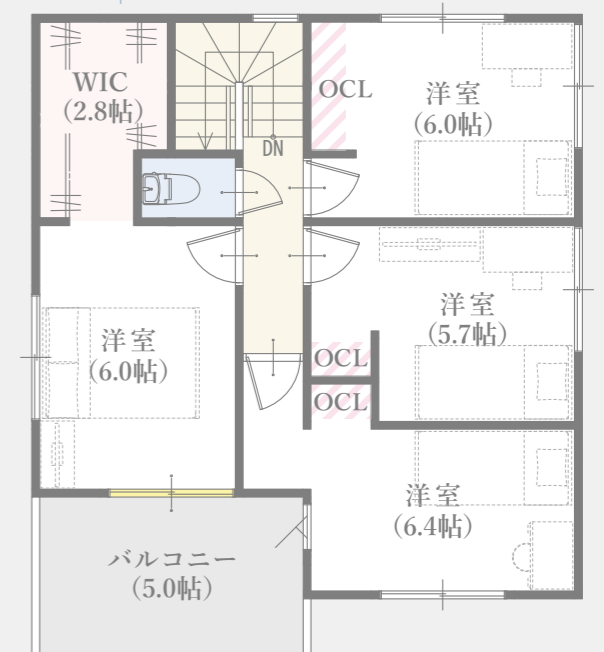 WIC
(2.8帖)
OCL
洋室
(6.0帖)
DN
洋室
(5.7帖)
洋室
(6.0帖)
OCL
OCL
洋室
(6.4帖)
バルコニー
(5.0帖)